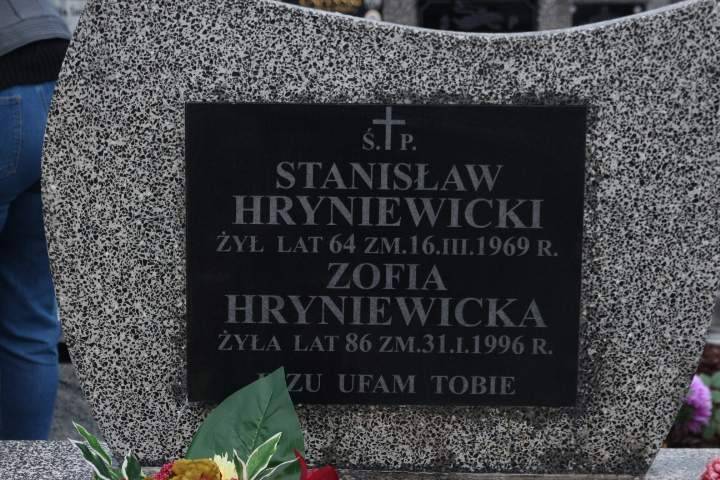 Ś. P.
STANISŁAW
HRYNIEWICKI
ŻYŁ LAT 64 ZM.16.III.1969 R.
ZOFIA
HRYNIEWICKA
ŻYŁA LAT 86 ZM.31.I.1996 R.
UFAM TOBIE